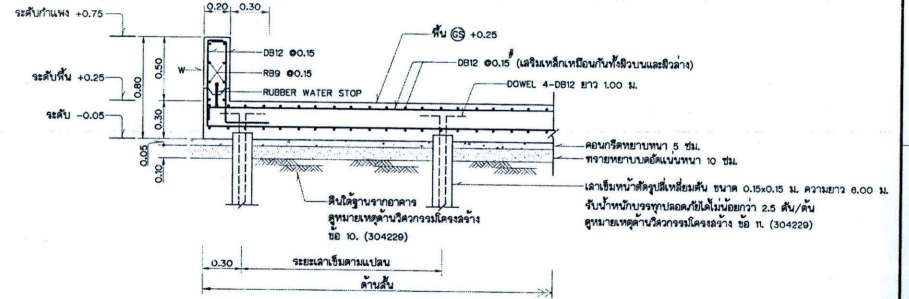 0.20 0.30
ระดับกำแพง +0.75
พื้น GS +0.25
DB12 @0.15
DB12 @0.15 # (เสริมเหล็กเหมือนกันทั้งผิวบนและผิวล่าง)
W
RB9 @0.15
DOWEL 4-DB12 ยาว 1.00 ม.
RUBBER WATER STOP
0.80
0.50
0.30
ระดับพื้น +0.25
ระดับ -0.05
0.05
0.10
คอนกรีตหยาบหนา 5 ซม.
ทรายหยาบบดอัดแน่นหนา 10 ซม.
เสาเข็มหน้าตัดรูปสี่เหลี่ยมตัน ขนาด 0.15x0.15 ม. ความยาว 6.00 ม.
รับน้ำหนักบรรทุกปลอดภัยได้ไม่น้อยกว่า 2.5 ตัน/ต้น
ดูหมายเหตุด้านวิศวกรรมโครงสร้าง ข้อ 11. (304229)
ดินใต้ฐานรากอาคาร
ดูหมายเหตุด้านวิศวกรรมโครงสร้าง
ข้อ 10. (304229)
0.30
ระยะเสาเข็มตามแปลน
ด้านสั้น